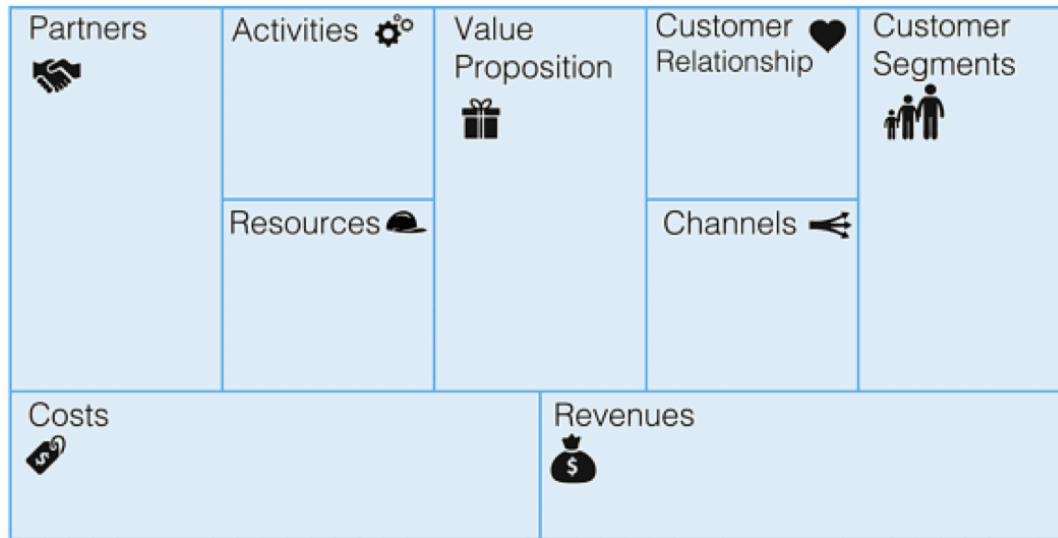 Partners
Activities
Value
Proposition
Customer
Relationship
Customer
Segments
Resources
Channels
Costs
$
Revenues
$